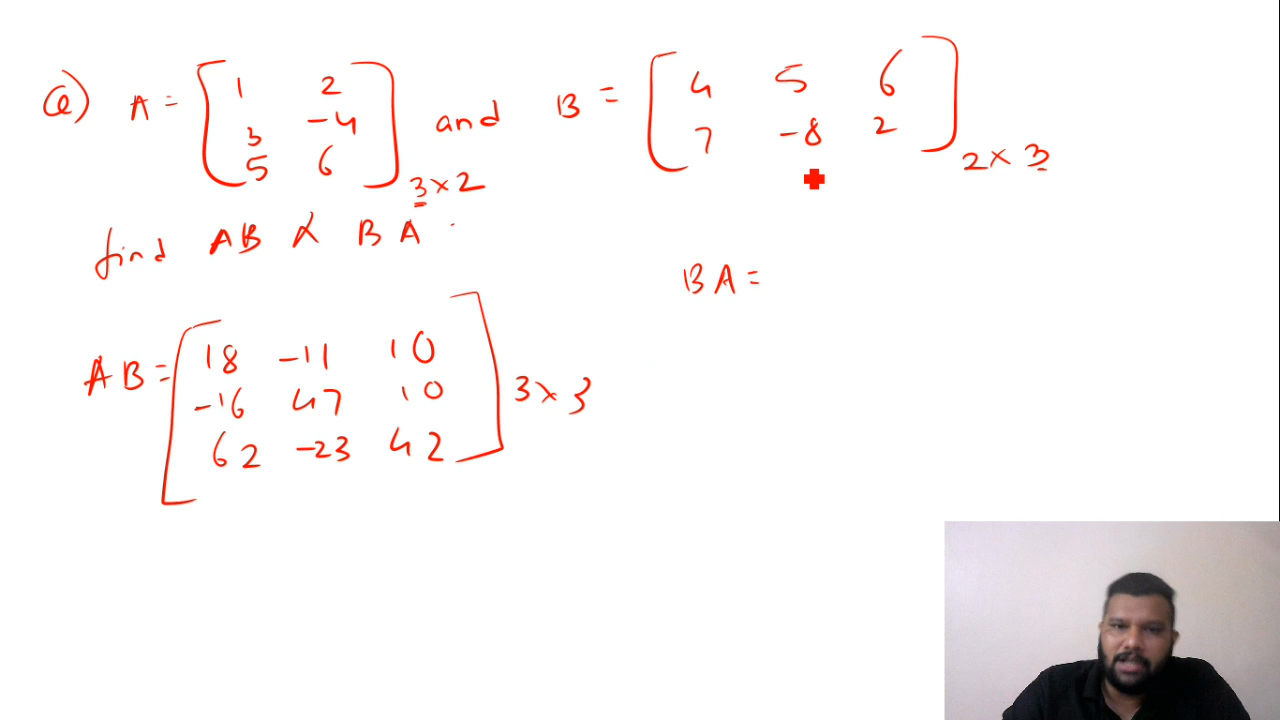 Q) A = [1 2
3 -4
5 6] 3×2 and B = [4 5 6
7 -8 2] 2×3
find AB & BA.
BA =
AB = [18 -11 10
-16 47 10
62 -23 42] 3×3